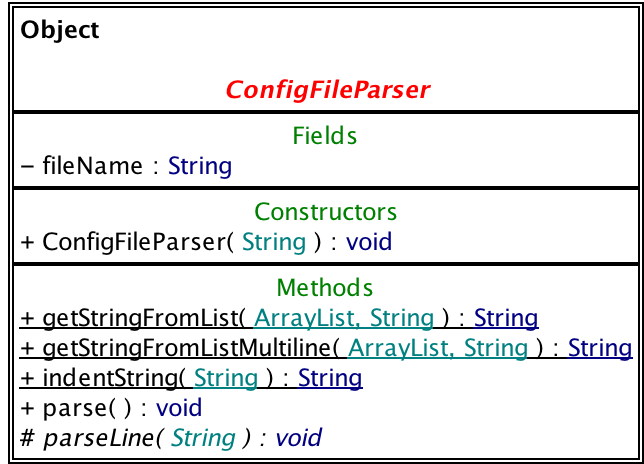 Object
ConfigFileParser
Fields
– fileName : String
Constructors
+ ConfigFileParser( String ) : void
Methods
+ getStringFromList( ArrayList, String ) : String
+ getStringFromListMultiline( ArrayList, String ) : String
+ indentString( String ) : String
+ parse( ) : void
# parseLine( String ) : void